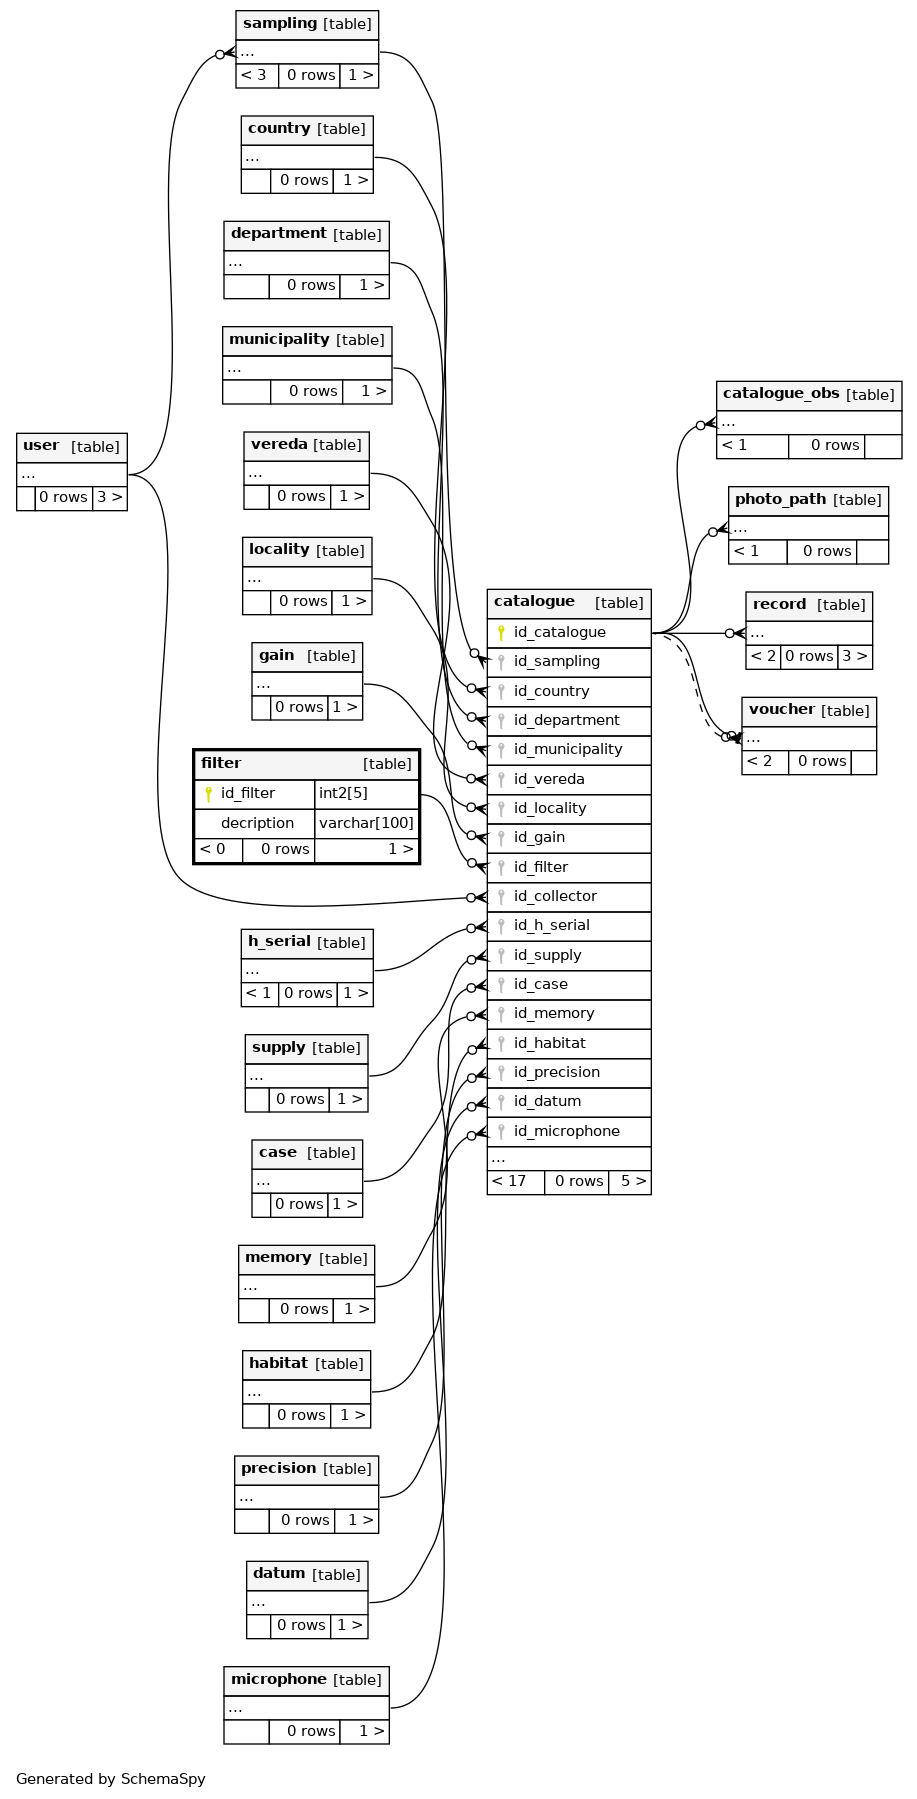 sampling [table]
...
< 3 0 rows 1 >
country [table]
...
0 rows 1 >
department [table]
...
0 rows 1 >
municipality [table]
...
0 rows 1 >
vereda [table]
...
0 rows 1 >
locality [table]
...
0 rows 1 >
gain [table]
...
0 rows 1 >
user [table]
...
0 rows 3 >
filter [table]
id_filter int2[5]
decription varchar[100]
< 0 0 rows 1 >
h_serial [table]
...
< 1 0 rows 1 >
supply [table]
...
0 rows 1 >
case [table]
...
0 rows 1 >
memory [table]
...
0 rows 1 >
habitat [table]
...
0 rows 1 >
precision [table]
...
0 rows 1 >
datum [table]
...
0 rows 1 >
microphone [table]
...
0 rows 1 >
catalogue [table]
id_catalogue
id_sampling
id_country
id_department
id_municipality
id_vereda
id_locality
id_gain
id_filter
id_collector
id_h_serial
id_supply
id_case
id_memory
id_habitat
id_precision
id_datum
id_microphone
...
< 17 0 rows 5 >
catalogue_obs [table]
...
< 1 0 rows
photo_path [table]
...
< 1 0 rows
record [table]
...
< 2 0 rows 3 >
voucher [table]
...
< 2 0 rows
Generated by SchemaSpy